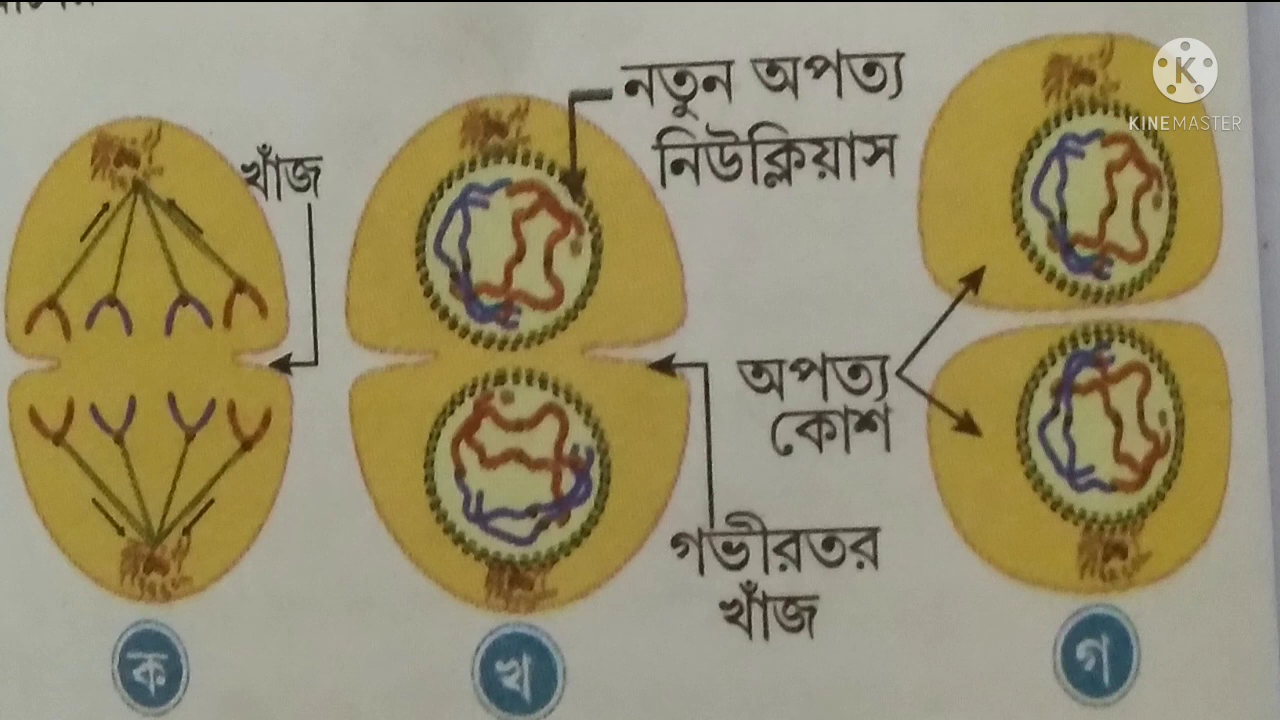 খাঁজ
নতুন অপত্য
নিউক্লিয়াস
অপত্য
কোশ
গভীরতর
খাঁজ
ক
খ
গ
K
KINEMASTER